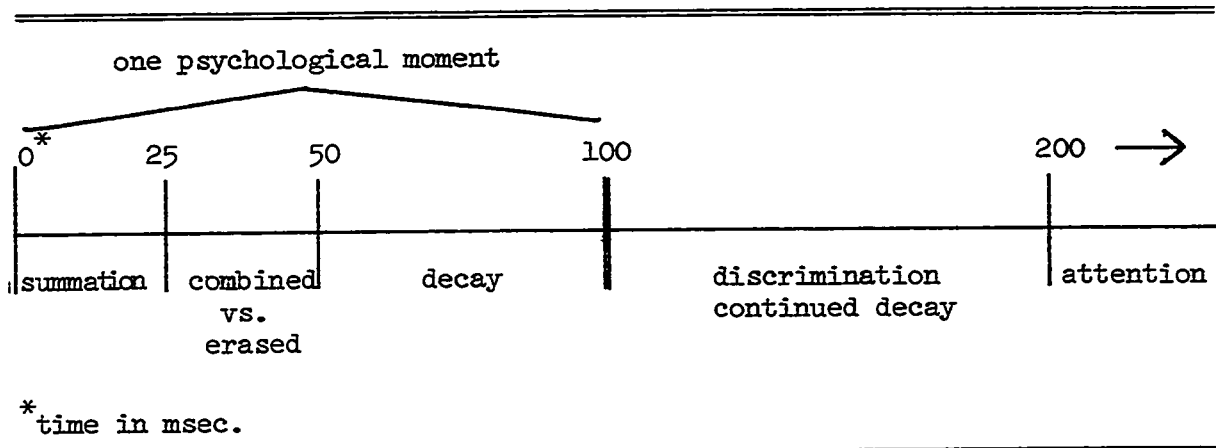 one psychological moment
0* 25 50 100 200
summation combined decay discrimination attention
vs. continued decay
erased
*time in msec.